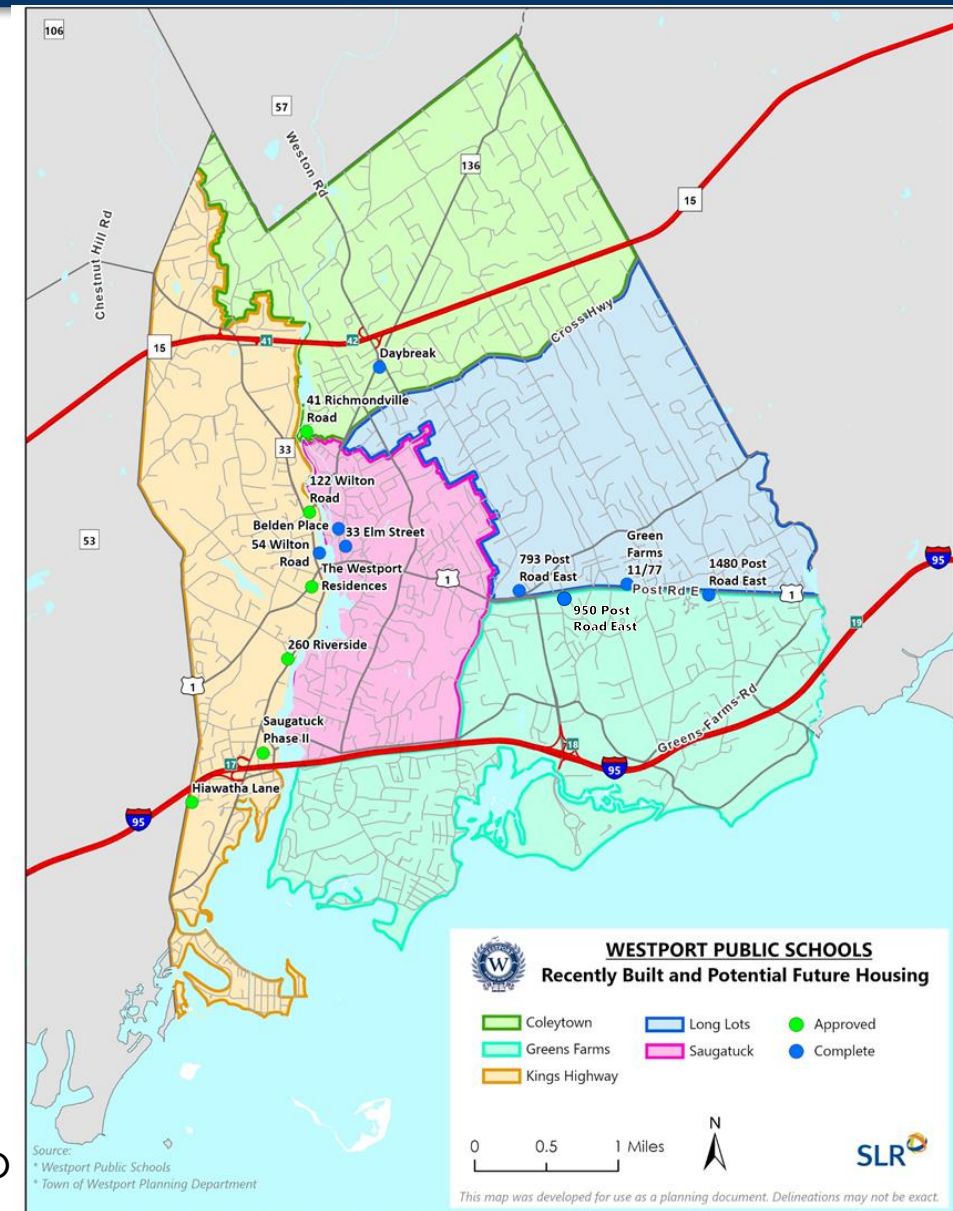 106
57
Weston Rd
136
15
Chestnut Hill Rd
Cross Hwy
15
41
42
Daybreak
41 Richmondville
Road
33
122 Wilton
Road
Belden Place
33 Elm Street
54 Wilton
Road
The Westport
Residences
53
1
793 Post
Road East
Green
Farms
11/77
1480 Post
Road East
Post Rd E
1
95
950 Post
Road East
19
260 Riverside
1
Saugatuck
Phase II
17
18
Greens-Farms-Rd
95
Hiawatha Lane
95
W
WESTPORT PUBLIC SCHOOLS
Recently Built and Potential Future Housing
Coleytown
Long Lots
Approved
Greens Farms
Saugatuck
Complete
Kings Highway
N
0 0.5 1 Miles
SLR
Source:
* Westport Public Schools
* Town of Westport Planning Department
This map was developed for use as a planning document. Delineations may not be exact.